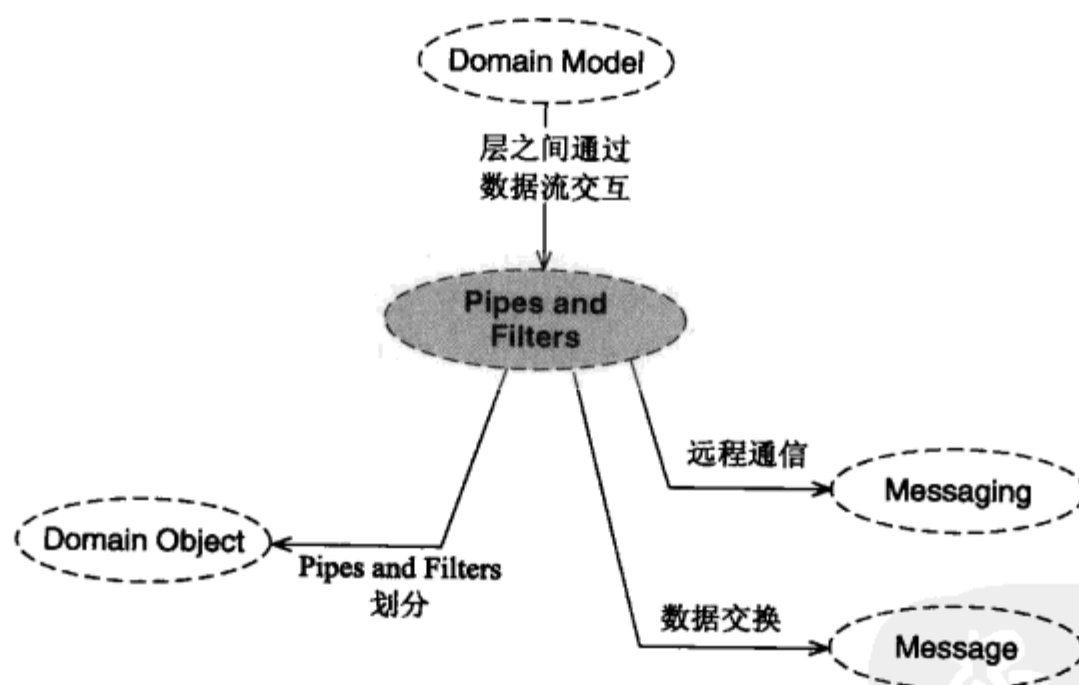 Domain Model
层之间通过
数据流交互
Pipes and
Filters
远程通信
Messaging
Domain Object
Pipes and Filters
划分
数据交换
Message